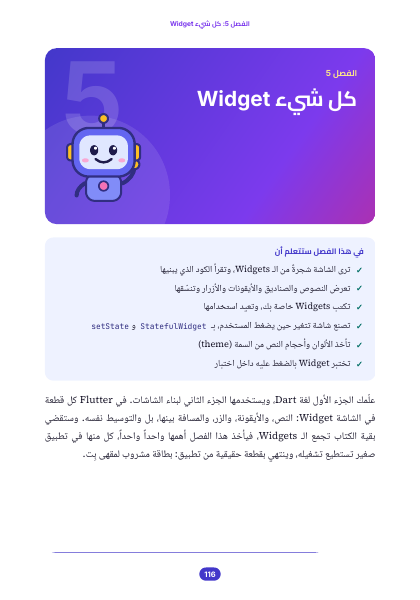 الفصل 5: كل شيء Widget
5
الفصل 5
كل شيء Widget
في هذا الفصل ستتعلم أن
✓ ترى الشاشة شجرةً من الـ Widgets، وتقرأ الكود الذي يبنيها
✓ تعرض النصوص والصناديق والأيقونات والأزرار وتنسّقها
✓ تكتب Widgets خاصة بك، وتعيد استخدامها
✓ تصنع شاشة تتغير حين يضغط المستخدم، بـ StatefulWidget و setState
✓ تأخذ الألوان وأحجام النص من السمة (theme)
✓ تختبر Widget بالضغط عليه داخل اختبار
علّمك الجزء الأول لغة Dart، ويستخدمها الجزء الثاني لبناء الشاشات. في Flutter كل قطعة
في الشاشة Widget: النص، والأيقونة، والزر، والمسافة بينها، بل والتوسيط نفسه. وستقضي
بقية الكتاب تجمع الـ Widgets، فيأخذ هذا الفصل أهمها واحداً واحداً، كل منها في تطبيق
صغير تستطيع تشغيله، وينتهي بقطعة حقيقية من تطبيق: بطاقة مشروب لمقهى بِت.
116